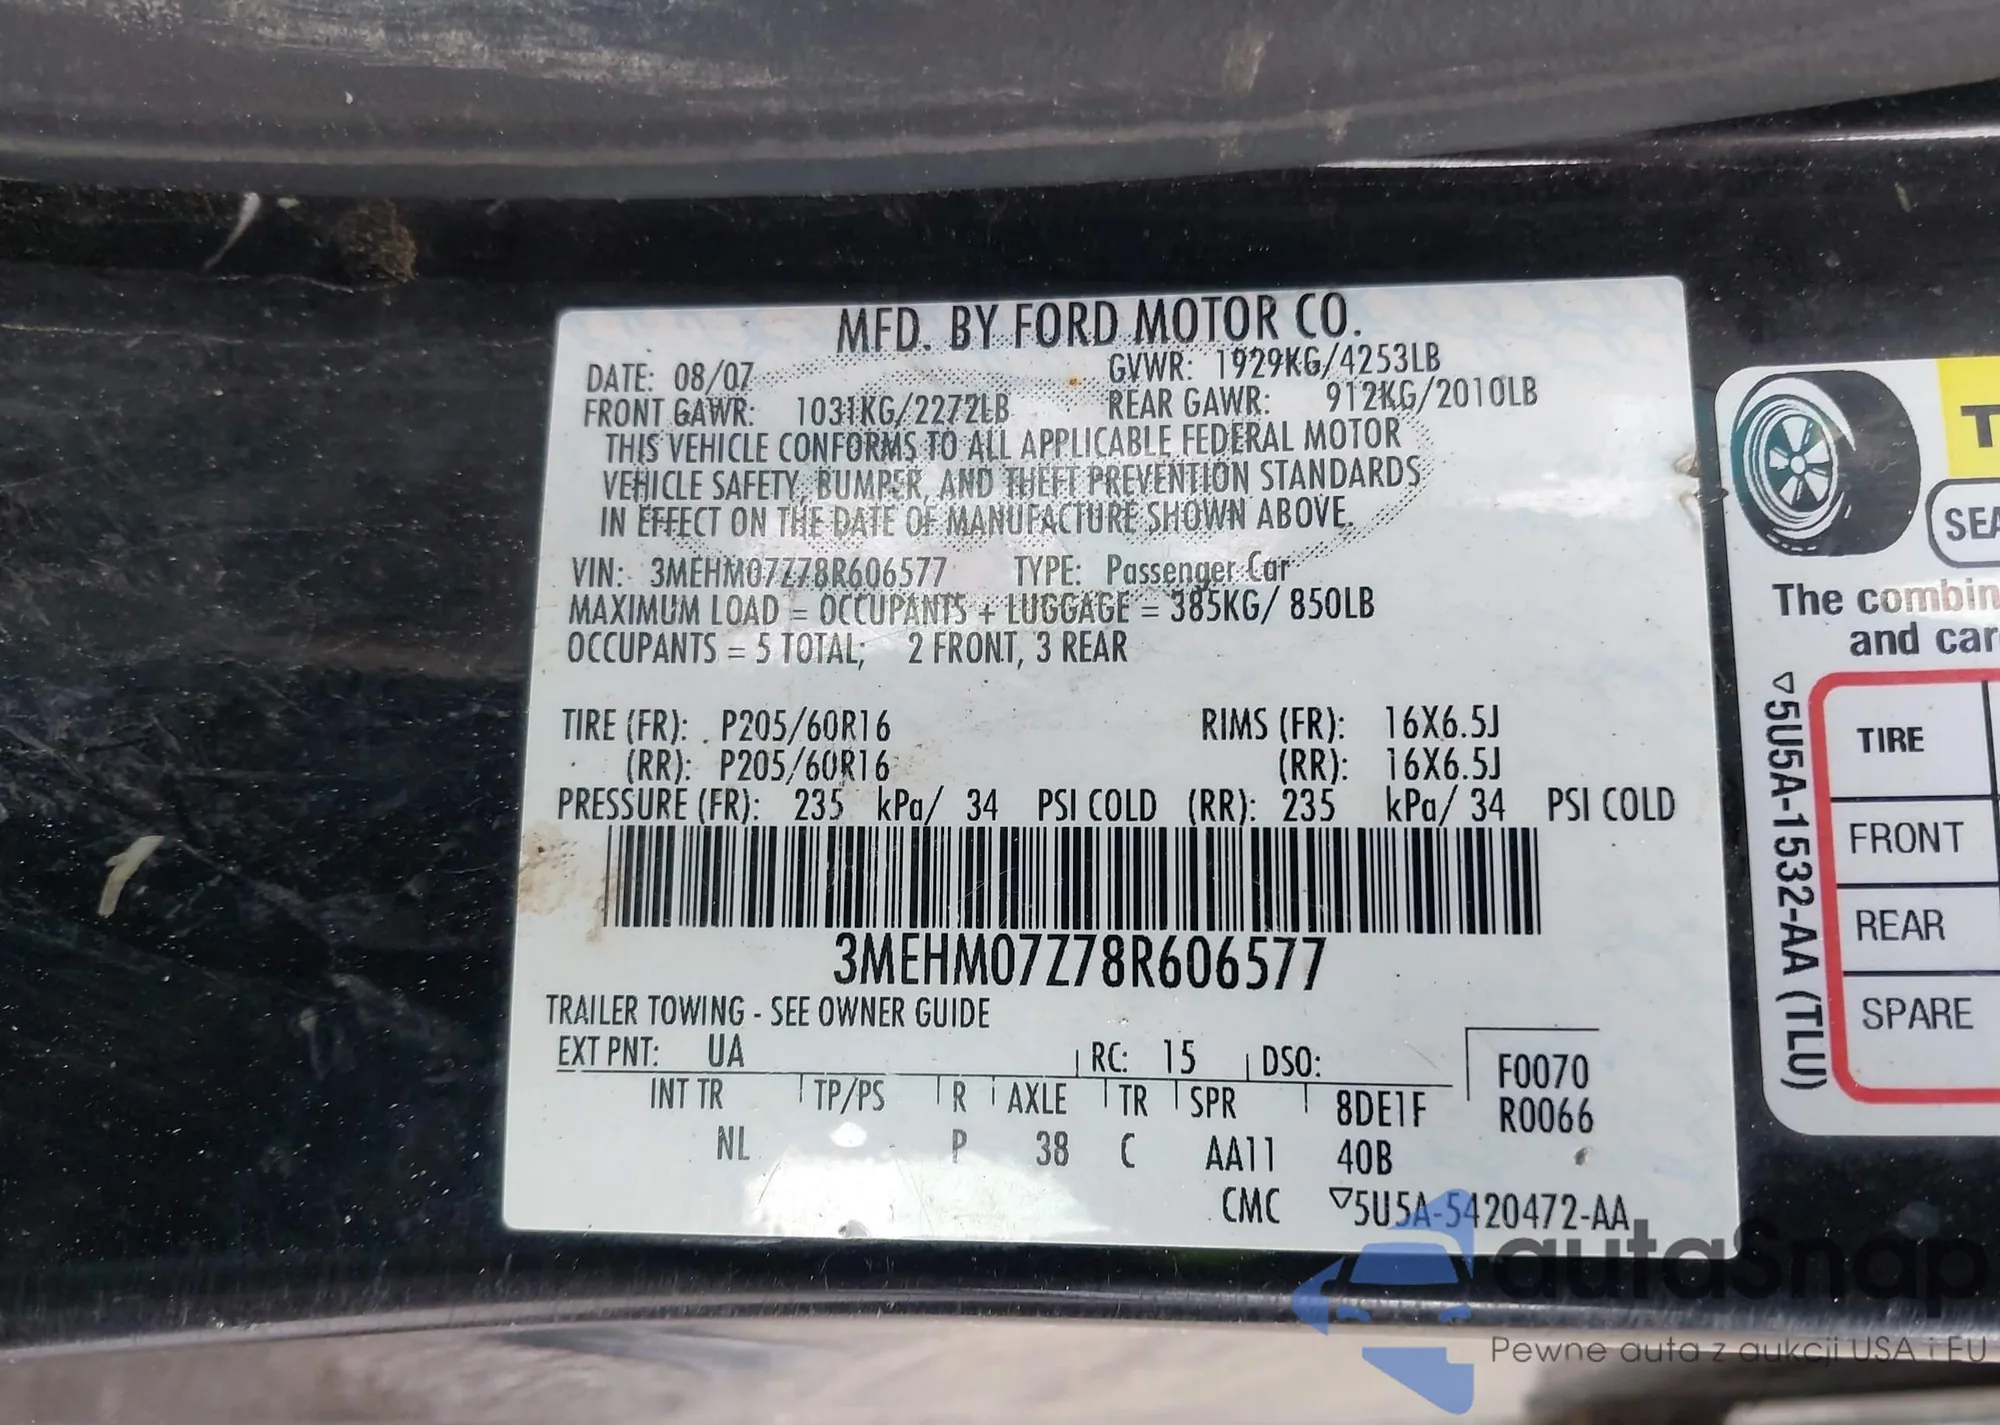 MFD. BY FORD MOTOR CO.
DATE: 08/07 GVWR: 1929KG/4253LB
FRONT GAWR: 1031KG/2272LB REAR GAWR: 912KG/2010LB
THIS VEHICLE CONFORMS TO ALL APPLICABLE FEDERAL MOTOR
VEHICLE SAFETY, BUMPER, AND THEFT PREVENTION STANDARDS
IN EFFECT ON THE DATE OF MANUFACTURE SHOWN ABOVE.
VIN: 3MEHM07Z78R606577 TYPE: Passenger Car
MAXIMUM LOAD = OCCUPANTS + LUGGAGE = 385KG/ 850LB
OCCUPANTS = 5 TOTAL; 2 FRONT, 3 REAR
TIRE (FR): P205/60R16 RIMS (FR): 16X6.5J
(RR): P205/60R16 (RR): 16X6.5J
PRESSURE (FR): 235 kPa/ 34 PSI COLD (RR): 235 kPa/ 34 PSI COLD
3MEHM07Z78R606577
TRAILER TOWING - SEE OWNER GUIDE
EXT PNT: UA RC: 15 DSO:
INT TR TP/PS R AXLE TR SPR 8DE1F
NL P 38 C AA11 40B
F0070
R0066
CMC ▽5U5A-5420472-AA
T
SEA
The combin
and car
▽5U5A-1532-AA (TLU)
TIRE
FRONT
REAR
SPARE
autaSnap
Pewne auta z aukcji USA i EU